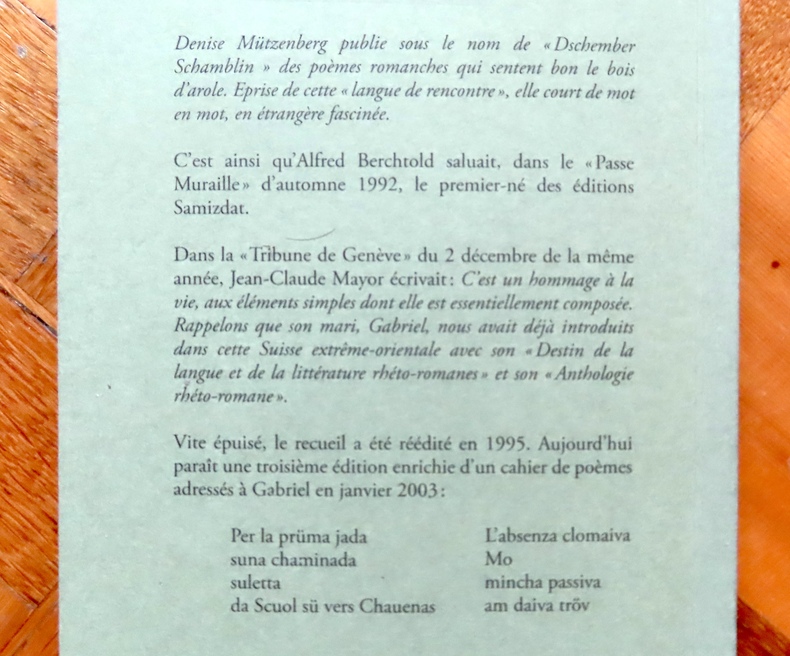 Denise Mützenberg publie sous le nom de « Dschember
Schamblin » des poèmes romanches qui sentent bon le bois
d'arole. Eprise de cette « langue de rencontre », elle court de mot
en mot, en étrangère fascinée.
C'est ainsi qu'Alfred Berchtold saluait, dans le « Passe
Muraille » d'automne 1992, le premier-né des éditions
Samizdat.
Dans la « Tribune de Genève » du 2 décembre de la même
année, Jean-Claude Mayor écrivait : C'est un hommage à la
vie, aux éléments simples dont elle est essentiellement composée.
Rappelons que son mari, Gabriel, nous avait déjà introduits
dans cette Suisse extrême-orientale avec son « Destin de la
langue et de la littérature rhéto-romanes » et son « Anthologie
rhéto-romane ».
Vite épuisé, le recueil a été réédité en 1995. Aujourd'hui
paraît une troisième édition enrichie d'un cahier de poèmes
adressés à Gabriel en janvier 2003 :
Per la prüma jada
suna chaminada
suletta
da Scuol sü vers Chauenas
L'absenza clomaiva
Mo
mincha passiva
am daiva tröv